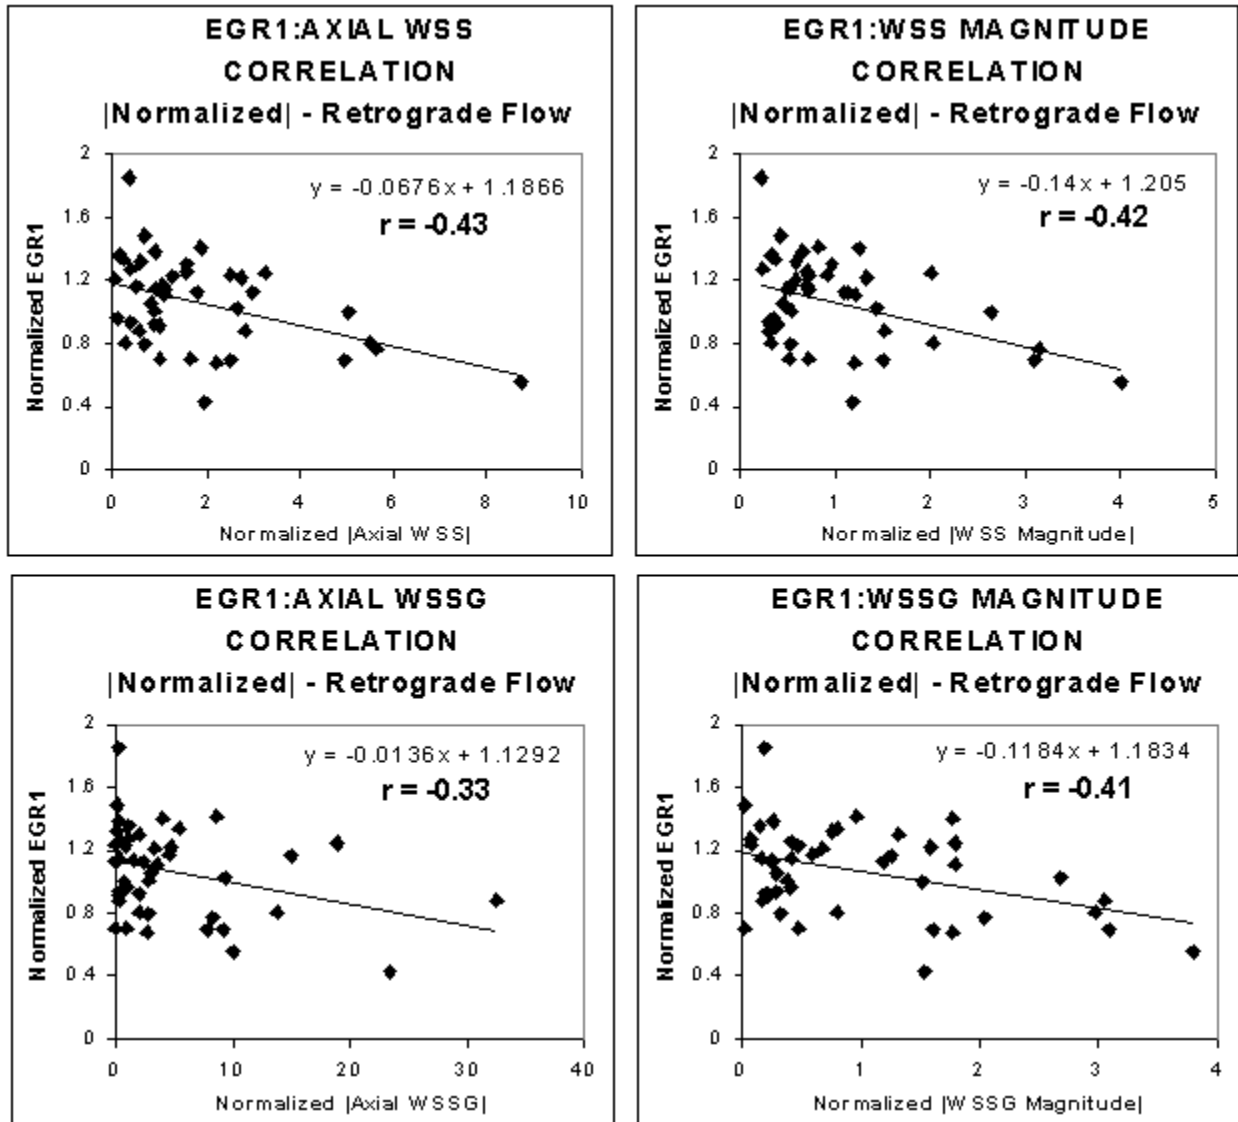 EGR1:AXIAL WSS
CORRELATION
|Normalized| - Retrograde Flow
y = -0.0676x + 1.1866
r = -0.43
Normalized EGR1
2
1.6
1.2
0.8
0.4
0
0
2
4
6
8
10
Normalized |Axial WSS|
EGR1:WSS MAGNITUDE
CORRELATION
|Normalized| - Retrograde Flow
y = -0.14x + 1.205
r = -0.42
Normalized EGR1
2
1.6
1.2
0.8
0.4
0
0
1
2
3
4
5
Normalized |WSS Magnitude|
EGR1:AXIAL WSSG
CORRELATION
|Normalized| - Retrograde Flow
y = -0.0136x + 1.1292
r = -0.33
Normalized EGR1
2
1.6
1.2
0.8
0.4
0
0
10
20
30
40
Normalized |Axial WSSG|
EGR1:WSSG MAGNITUDE
CORRELATION
|Normalized| - Retrograde Flow
y = -0.1184x + 1.1834
r = -0.41
Normalized EGR1
2
1.6
1.2
0.8
0.4
0
0
1
2
3
4
Normalized |WSSG Magnitude|